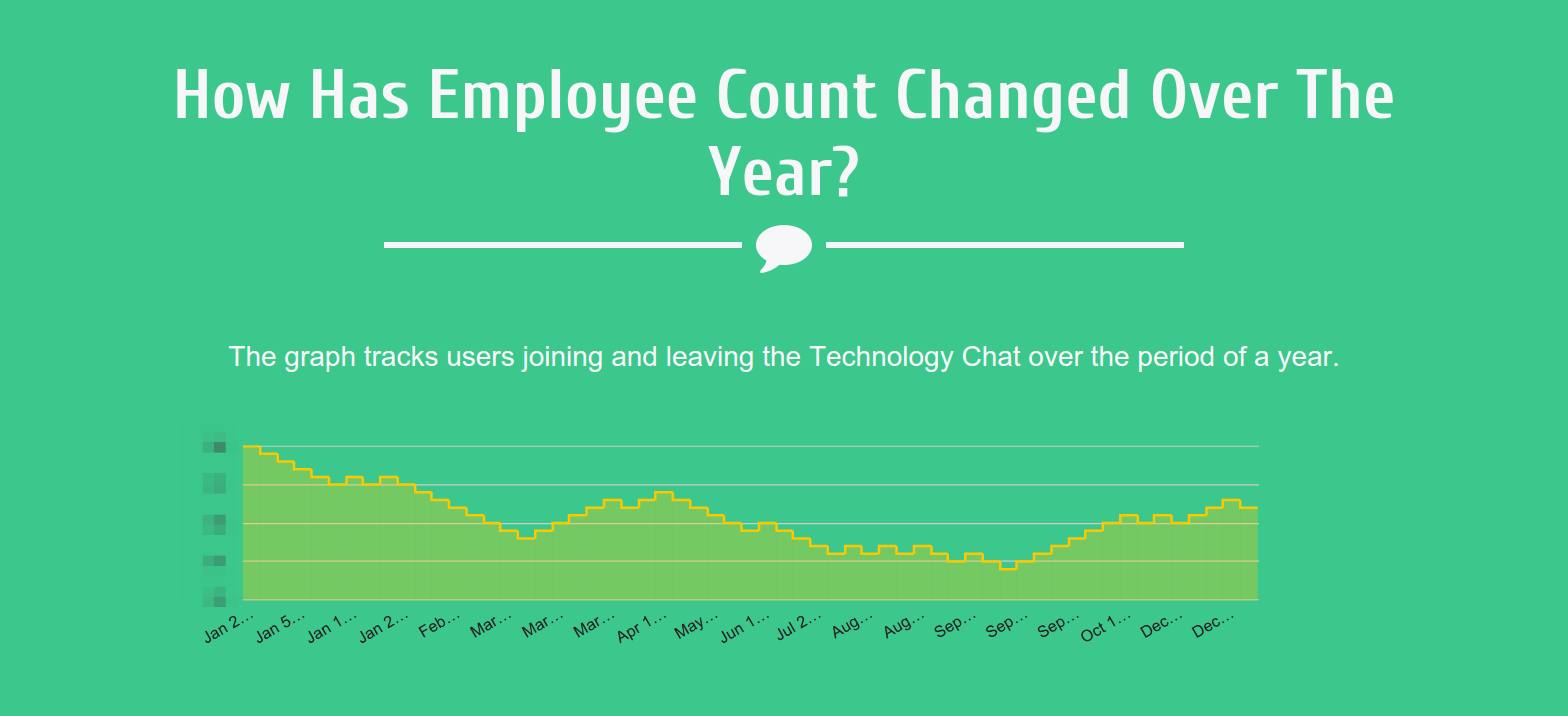 How Has Employee Count Changed Over The
Year?
The graph tracks users joining and leaving the Technology Chat over the period of a year.
Jan 2...
Jan 5...
Jan 1...
Jan 2...
Feb...
Mar...
Mar...
Mar...
Apr 1...
May...
Jun 1...
Jul 2...
Aug...
Aug...
Sep...
Sep...
Sep...
Oct 1...
Dec...
Dec...